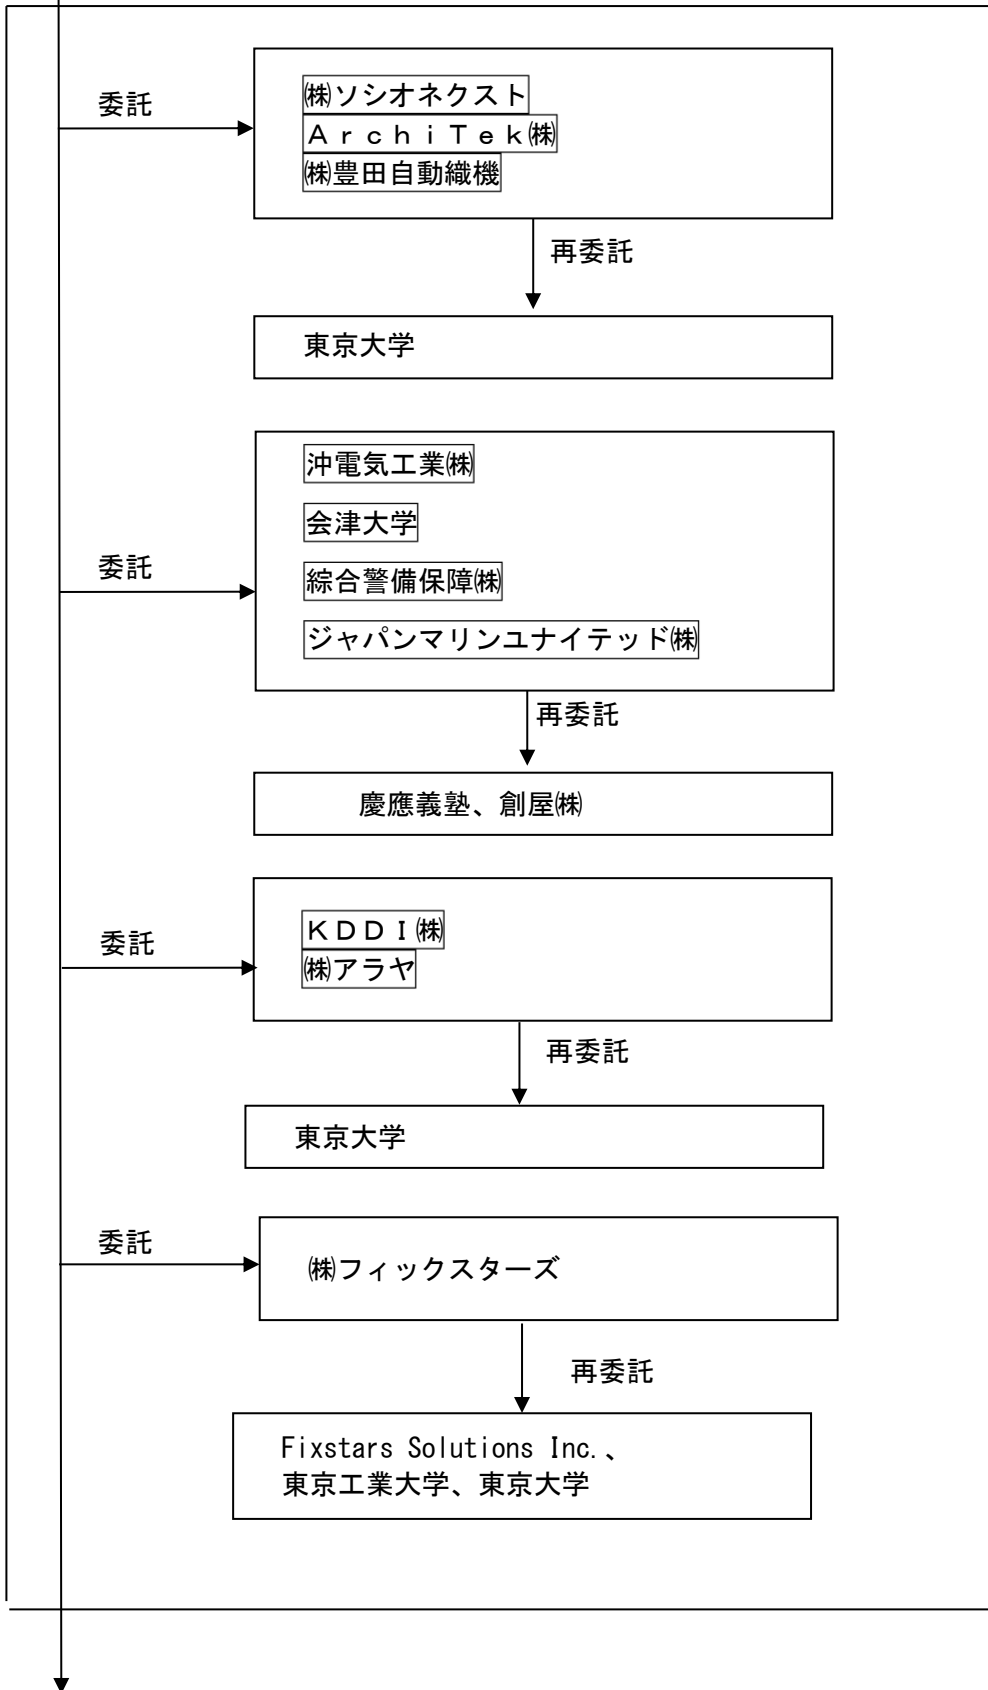 委託
㈱ソシオネクスト
ＡｒｃｈｉＴｅｋ㈱
㈱豊田自動織機
再委託
東京大学
委託
沖電気工業㈱
会津大学
綜合警備保障㈱
ジャパンマリンユナイテッド㈱
再委託
慶應義塾、創屋㈱
委託
ＫＤＤＩ㈱
㈱アラヤ
再委託
東京大学
委託
㈱フィックスターズ
再委託
Fixstars Solutions Inc.、
東京工業大学、東京大学